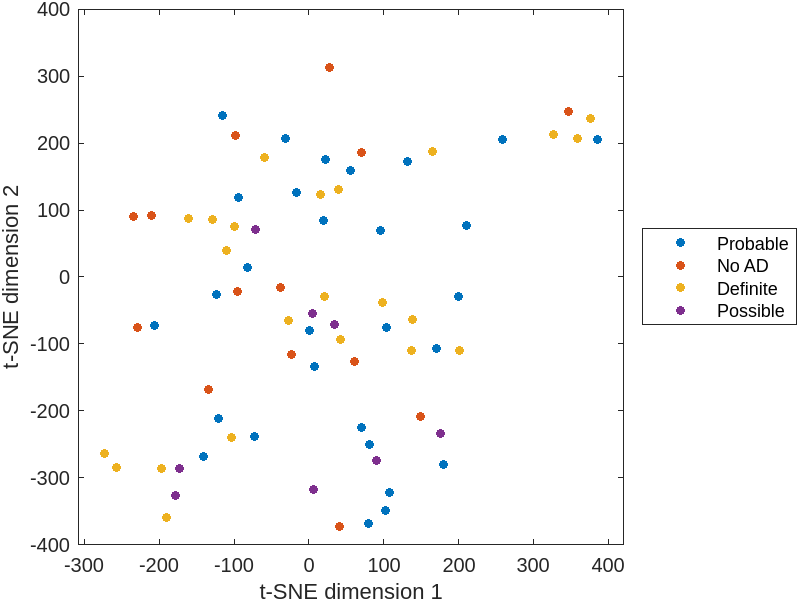 400
300
200
100
0
-100
-200
-300
-400
-300 -200 -100 0 100 200 300 400
t-SNE dimension 1
t-SNE dimension 2
Probable
No AD
Definite
Possible